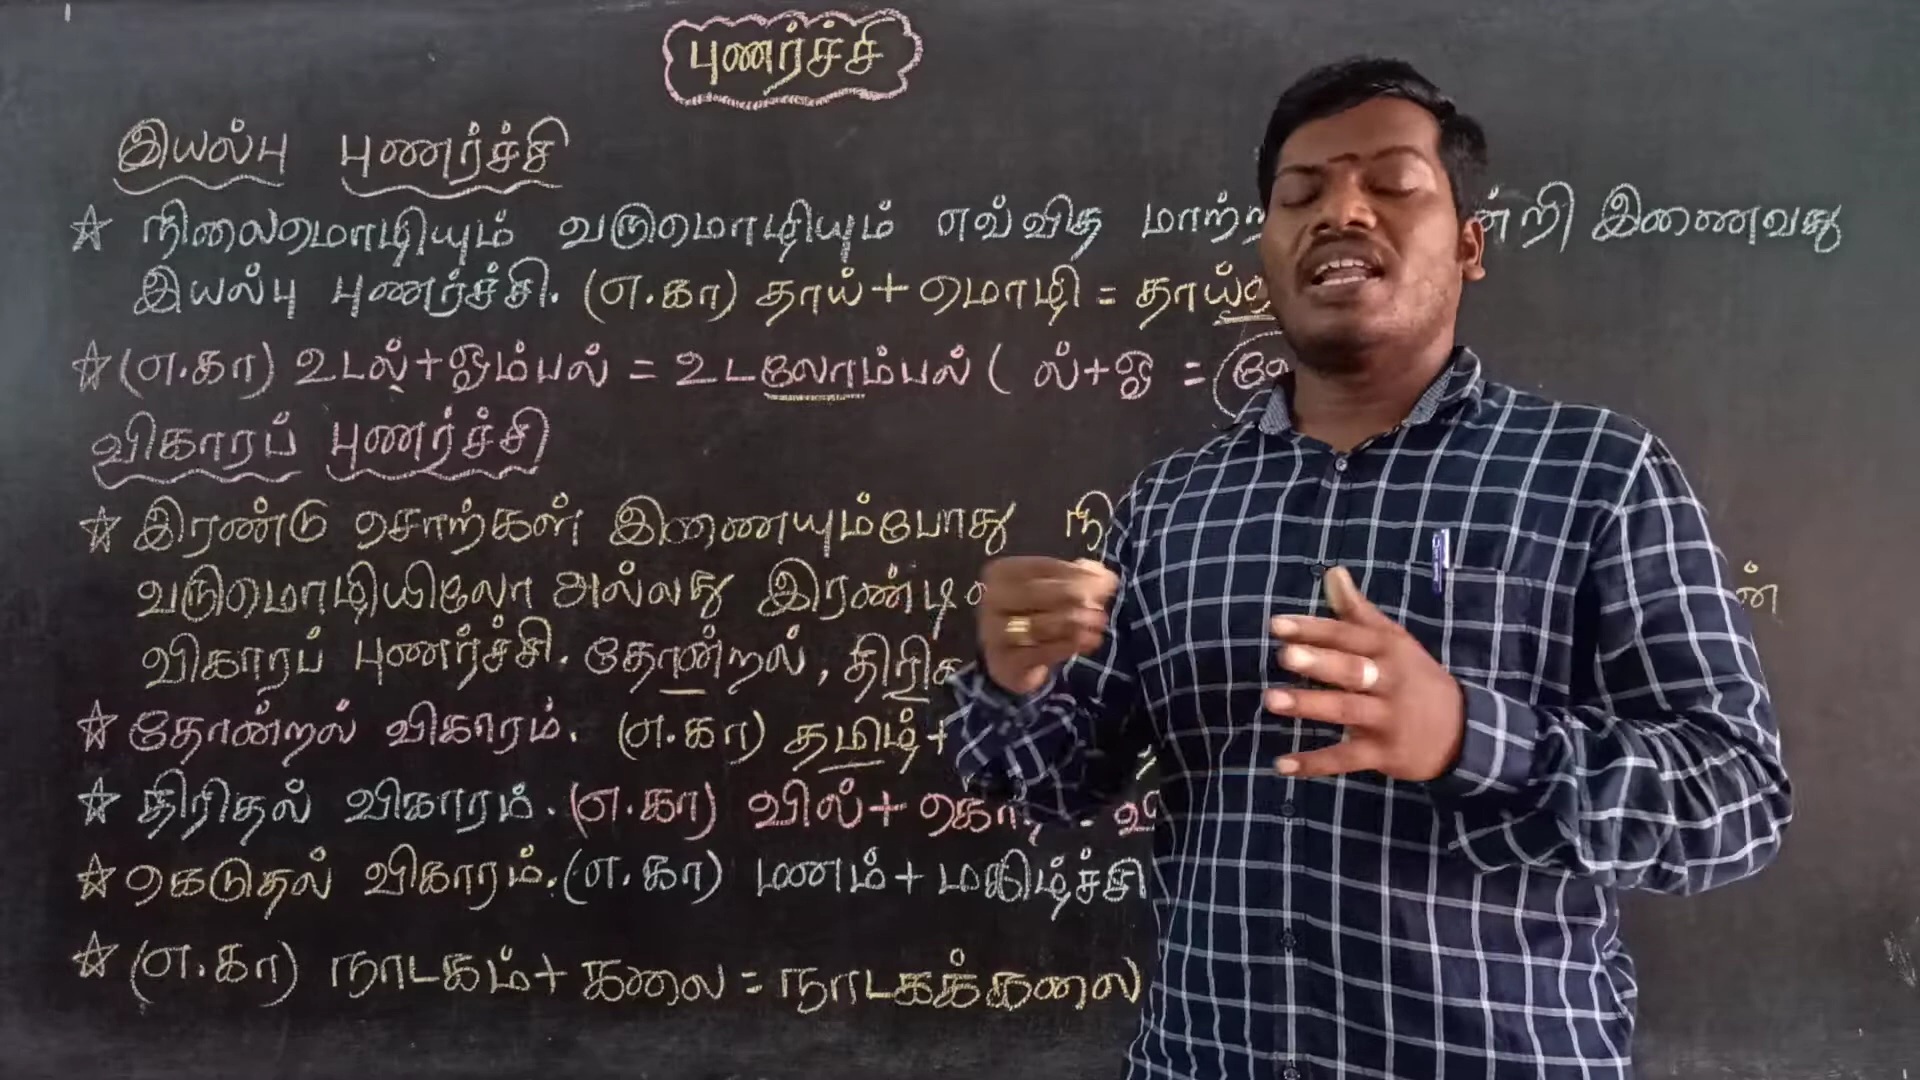 புணர்ச்சி
இயல்பு புணர்ச்சி
☆ நிலைமொழியும் வருமொழியும் எவ்வித மாற்ற ன்றி இணைவது
இயல்பு புணர்ச்சி. (எ.கா) தாய் + மொழி = தாய்
☆ (எ.கா) உடல் + ஓம்பல் = உடலோம்பல் ( ல் + ஓ =
விகாரப் புணர்ச்சி
☆ இரண்டு சொற்கள் இணையும்போது நி
வருமொழியிலோ அல்லது இரண்டி
விகாரப் புணர்ச்சி. தோன்றல், திரித
☆ தோன்றல் விகாரம். (எ.கா) தமிழ் +
☆ திரிதல் விகாரம். (எ.கா) வில் + கொ
☆ கெடுதல் விகாரம். (எ.கா) மணம் + மகிழ்ச்சி
☆ (எ.கா) நாடகம் + கலை = நாடகக்கலை